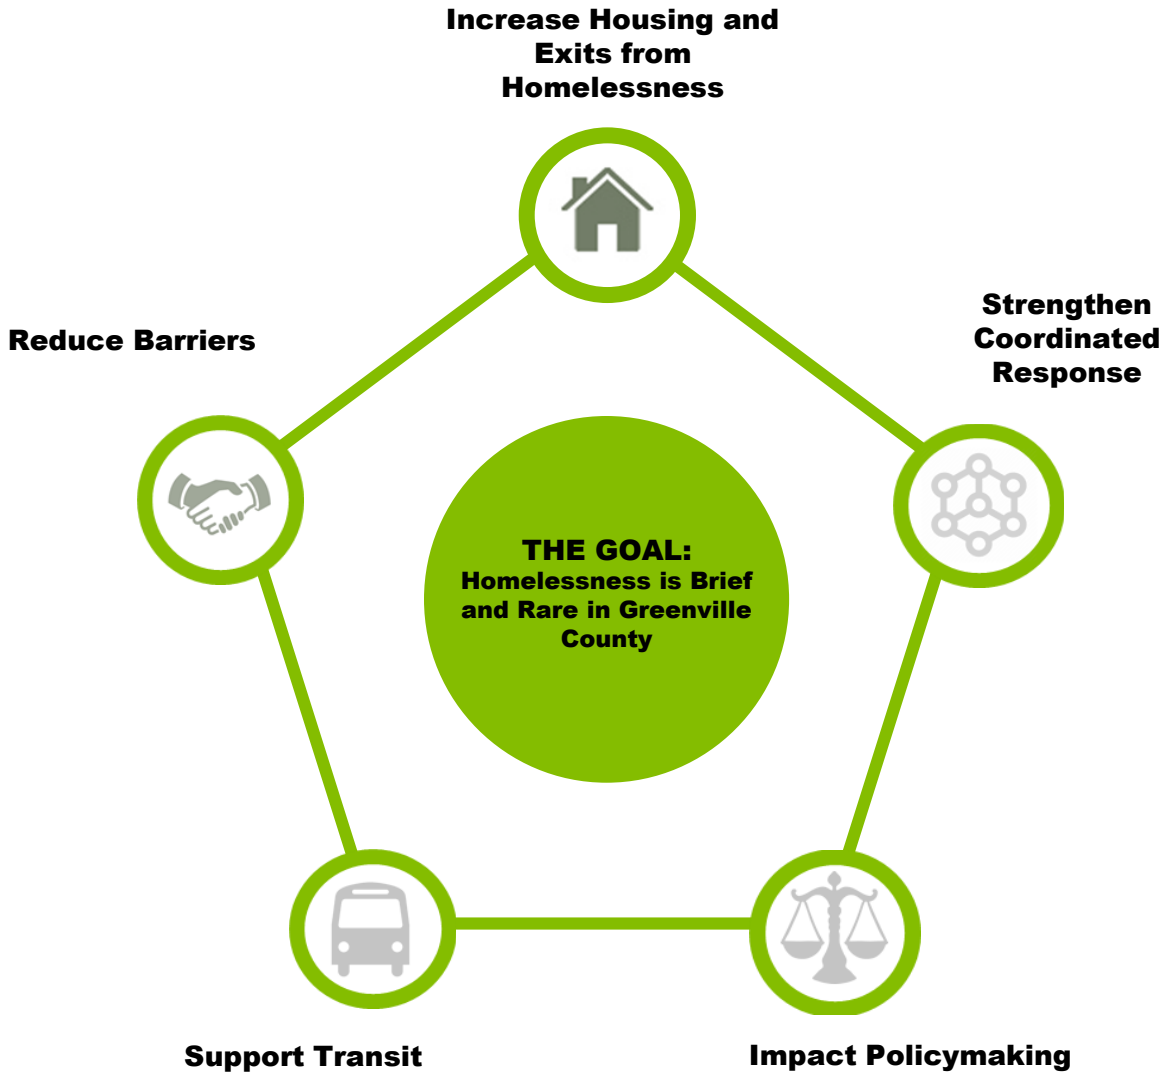 Increase Housing and
Exits from
Homelessness
Strengthen
Coordinated
Response
Reduce Barriers
THE GOAL:
Homelessness is Brief
and Rare in Greenville
County
Support Transit
Impact Policymaking